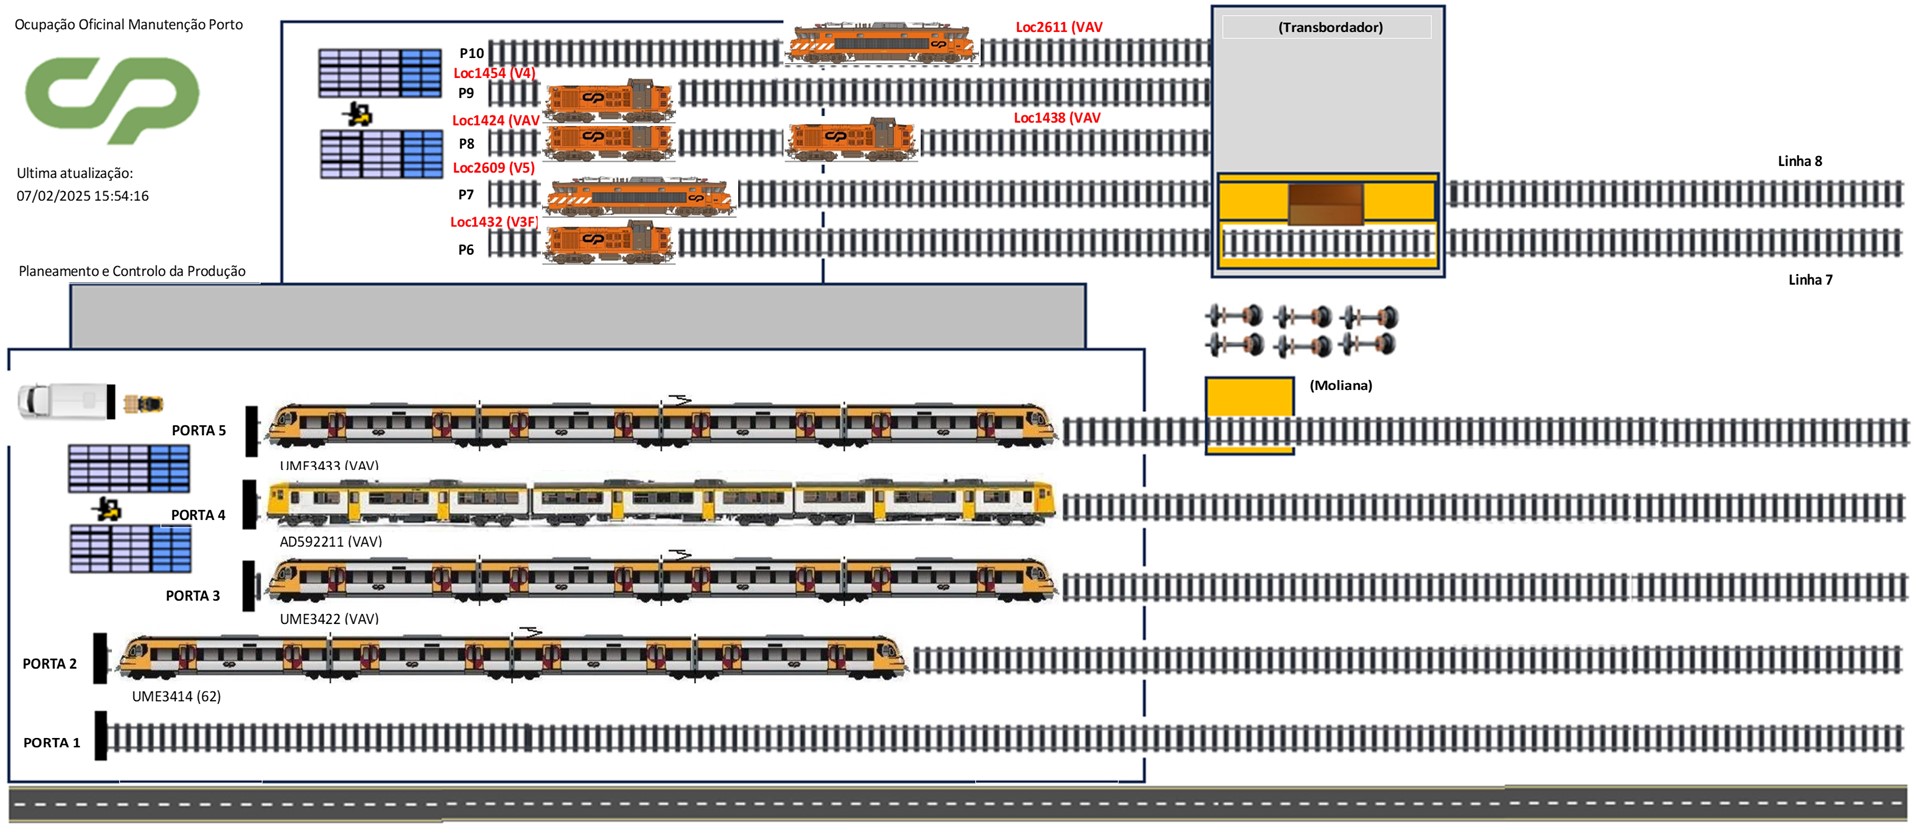 Ocupação Oficinal Manutenção Porto
Ultima atualização:
07/02/2025 15:54:16
Planeamento e Controlo da Produção
Loc2611 (VAV
P10
Loc1454 (V4)
P9
Loc1424 (VAV
Loc1438 (VAV
P8
Loc2609 (V5)
P7
Loc1432 (V3F)
P6
(Transbordador)
Linha 8
Linha 7
(Moliana)
PORTA 5
UME3433 (VAV)
PORTA 4
AD592211 (VAV)
PORTA 3
UME3422 (VAV)
PORTA 2
UME3414 (62)
PORTA 1